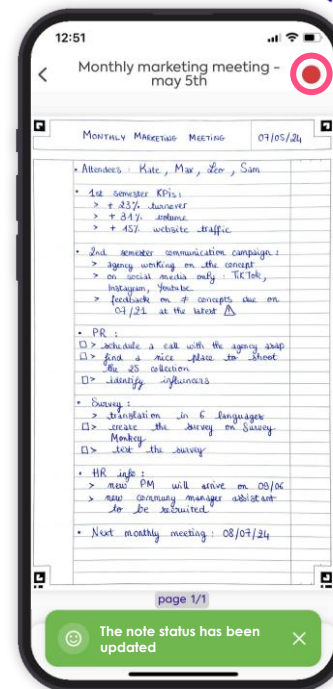 12:51
Monthly marketing meeting -
may 5th
MONTHLY MARKETING MEETING 07/05/24
• Attendees : Kate, Max, Leo, Sam
• 1st semester KPIs :
> + 23% turnover
> + 31% volume
> + 15% website traffic
• 2nd semester communication campaign :
> agency working on the concept
> on social media only : TikTok,
Instagram, Youtube
> feedback on ≠ concepts due on
07/21 at the latest ⚠
• PR :
> schedule a call with the agency asap
> find a nice place to shoot
the 25 collection
> identify influencers
• Survey :
> translation in 6 languages
> create the survey on Survey
Monkey
> test the survey
• HR info :
> new PM will arrive on 09/06
> new community manager assistant
to be recruited
• Next monthly meeting : 08/07/24
page 1/1
The note status has been
updated